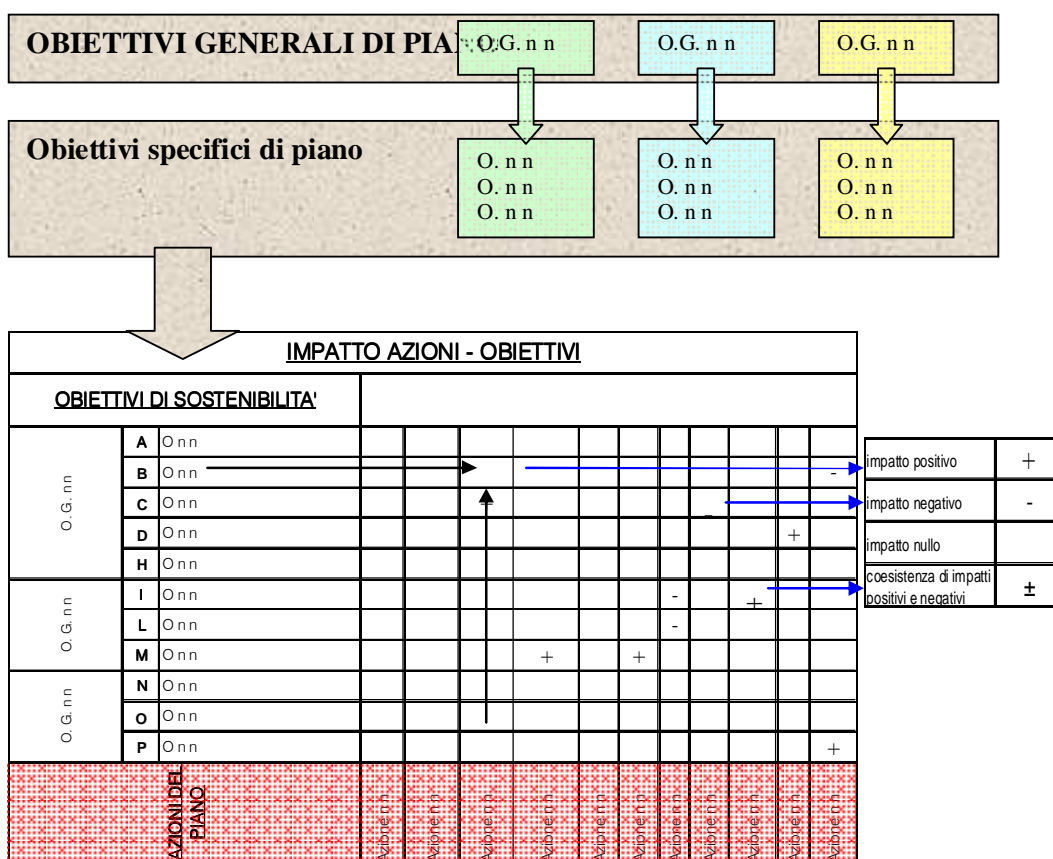 OBIETTIVI GENERALI DI PIANO
O.G. n n
O.G. n n
O.G. n n
Obiettivi specifici di piano
O. n n
O. n n
O. n n
O. n n
O. n n
O. n n
O. n n
O. n n
O. n n
IMPATTO AZIONI - OBIETTIVI
OBIETTIVI DI SOSTENIBILITA'
O.G. nn
A O n n
B O n n -
C O n n -
D O n n +
H O n n
O. G. n n
I O n n - +
L O n n -
M O n n + +
O. G. n n
N O n n
O O n n
P O n n +
AZIONI DEL
PIANO
Azione n n
Azione n n
Azione n n
Azione n n
Azione n n
Azione n n
Azione n n
Azione n n
Azione n n
Azione n n
Azione n n
impatto positivo +
impatto negativo -
impatto nullo
coesistenza di impatti
positivi e negativi ±